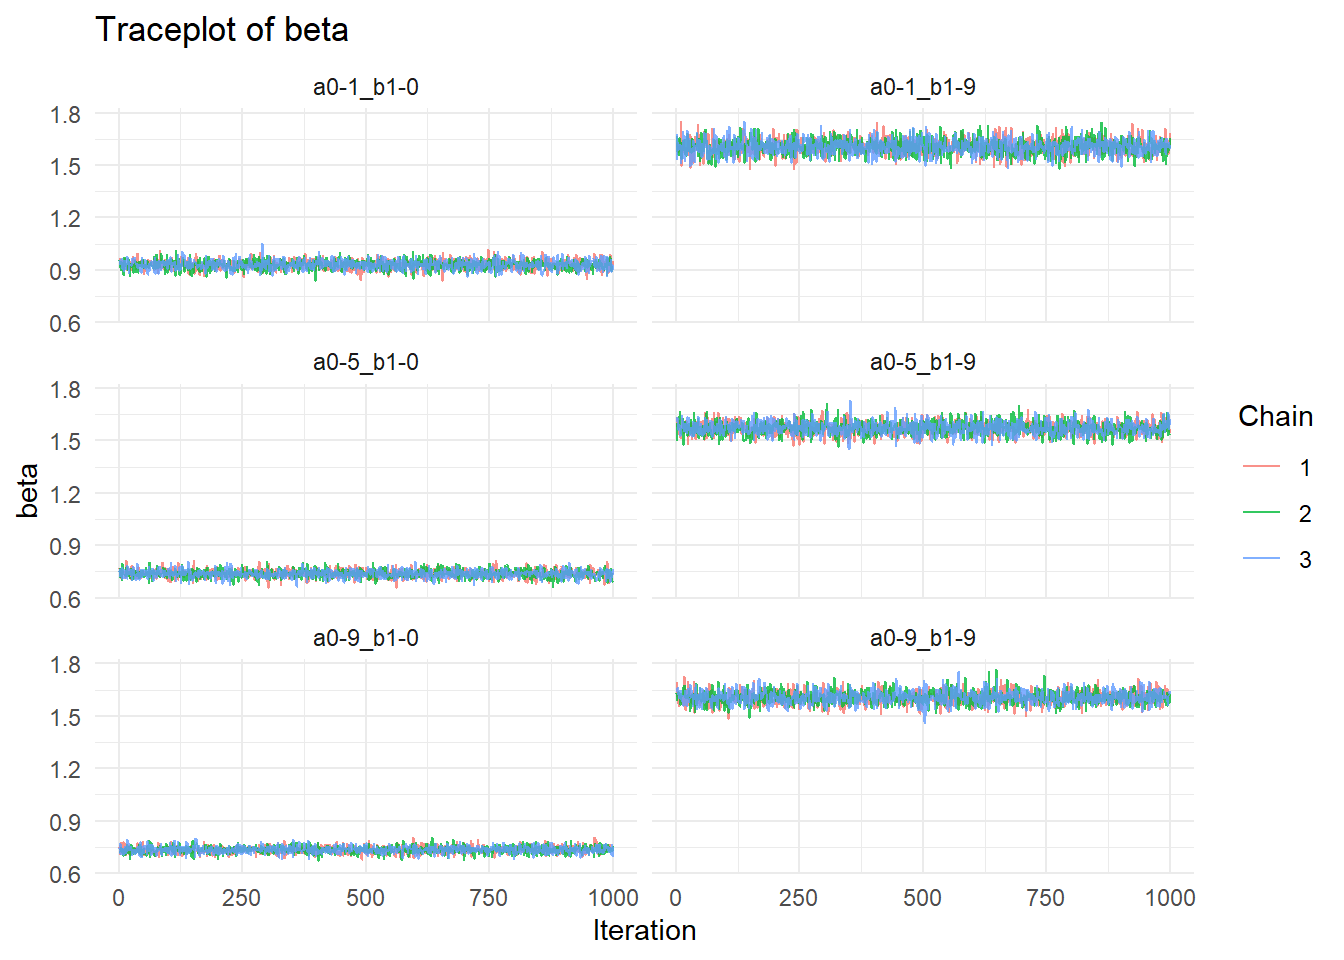 Traceplot of beta
a0-1_b1-0
a0-1_b1-9
1.8
1.5
1.2
0.9
0.6
a0-5_b1-0
a0-5_b1-9
1.8
1.5
1.2
0.9
0.6
a0-9_b1-0
a0-9_b1-9
1.8
1.5
1.2
0.9
0.6
beta
0 250 500 750 1000
0 250 500 750 1000
Iteration
Chain
1
2
3